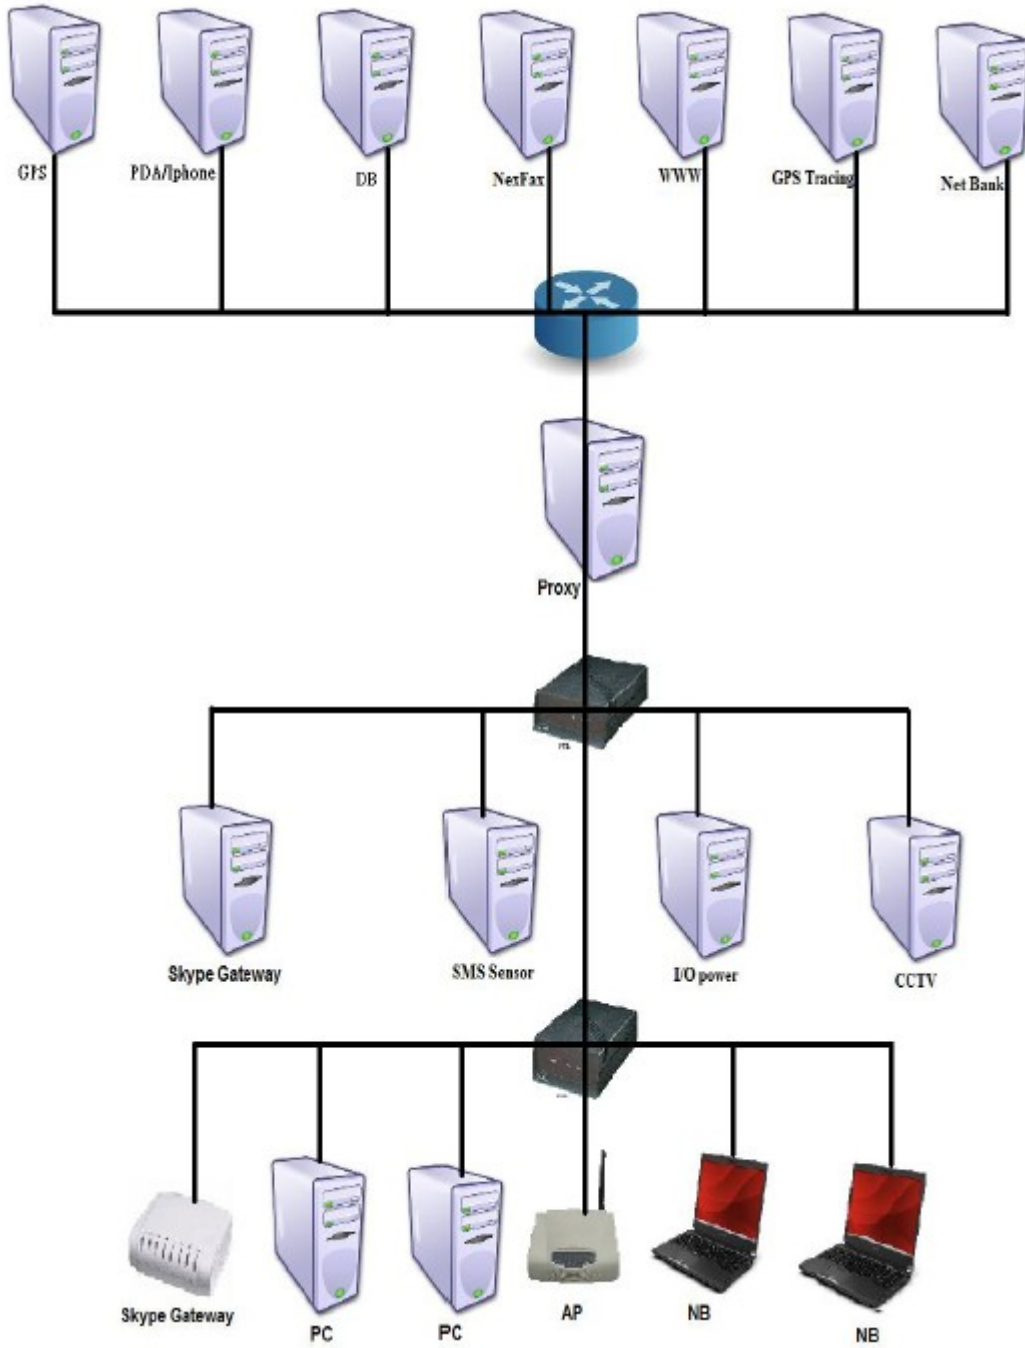 GPS
PDA/Iphone
DB
NexFax
WWW
GPS Tracing
Net Bank
Proxy
Skype Gateway
SMS Sensor
I/O power
CCTV
Skype Gateway
PC
PC
AP
NB
NB